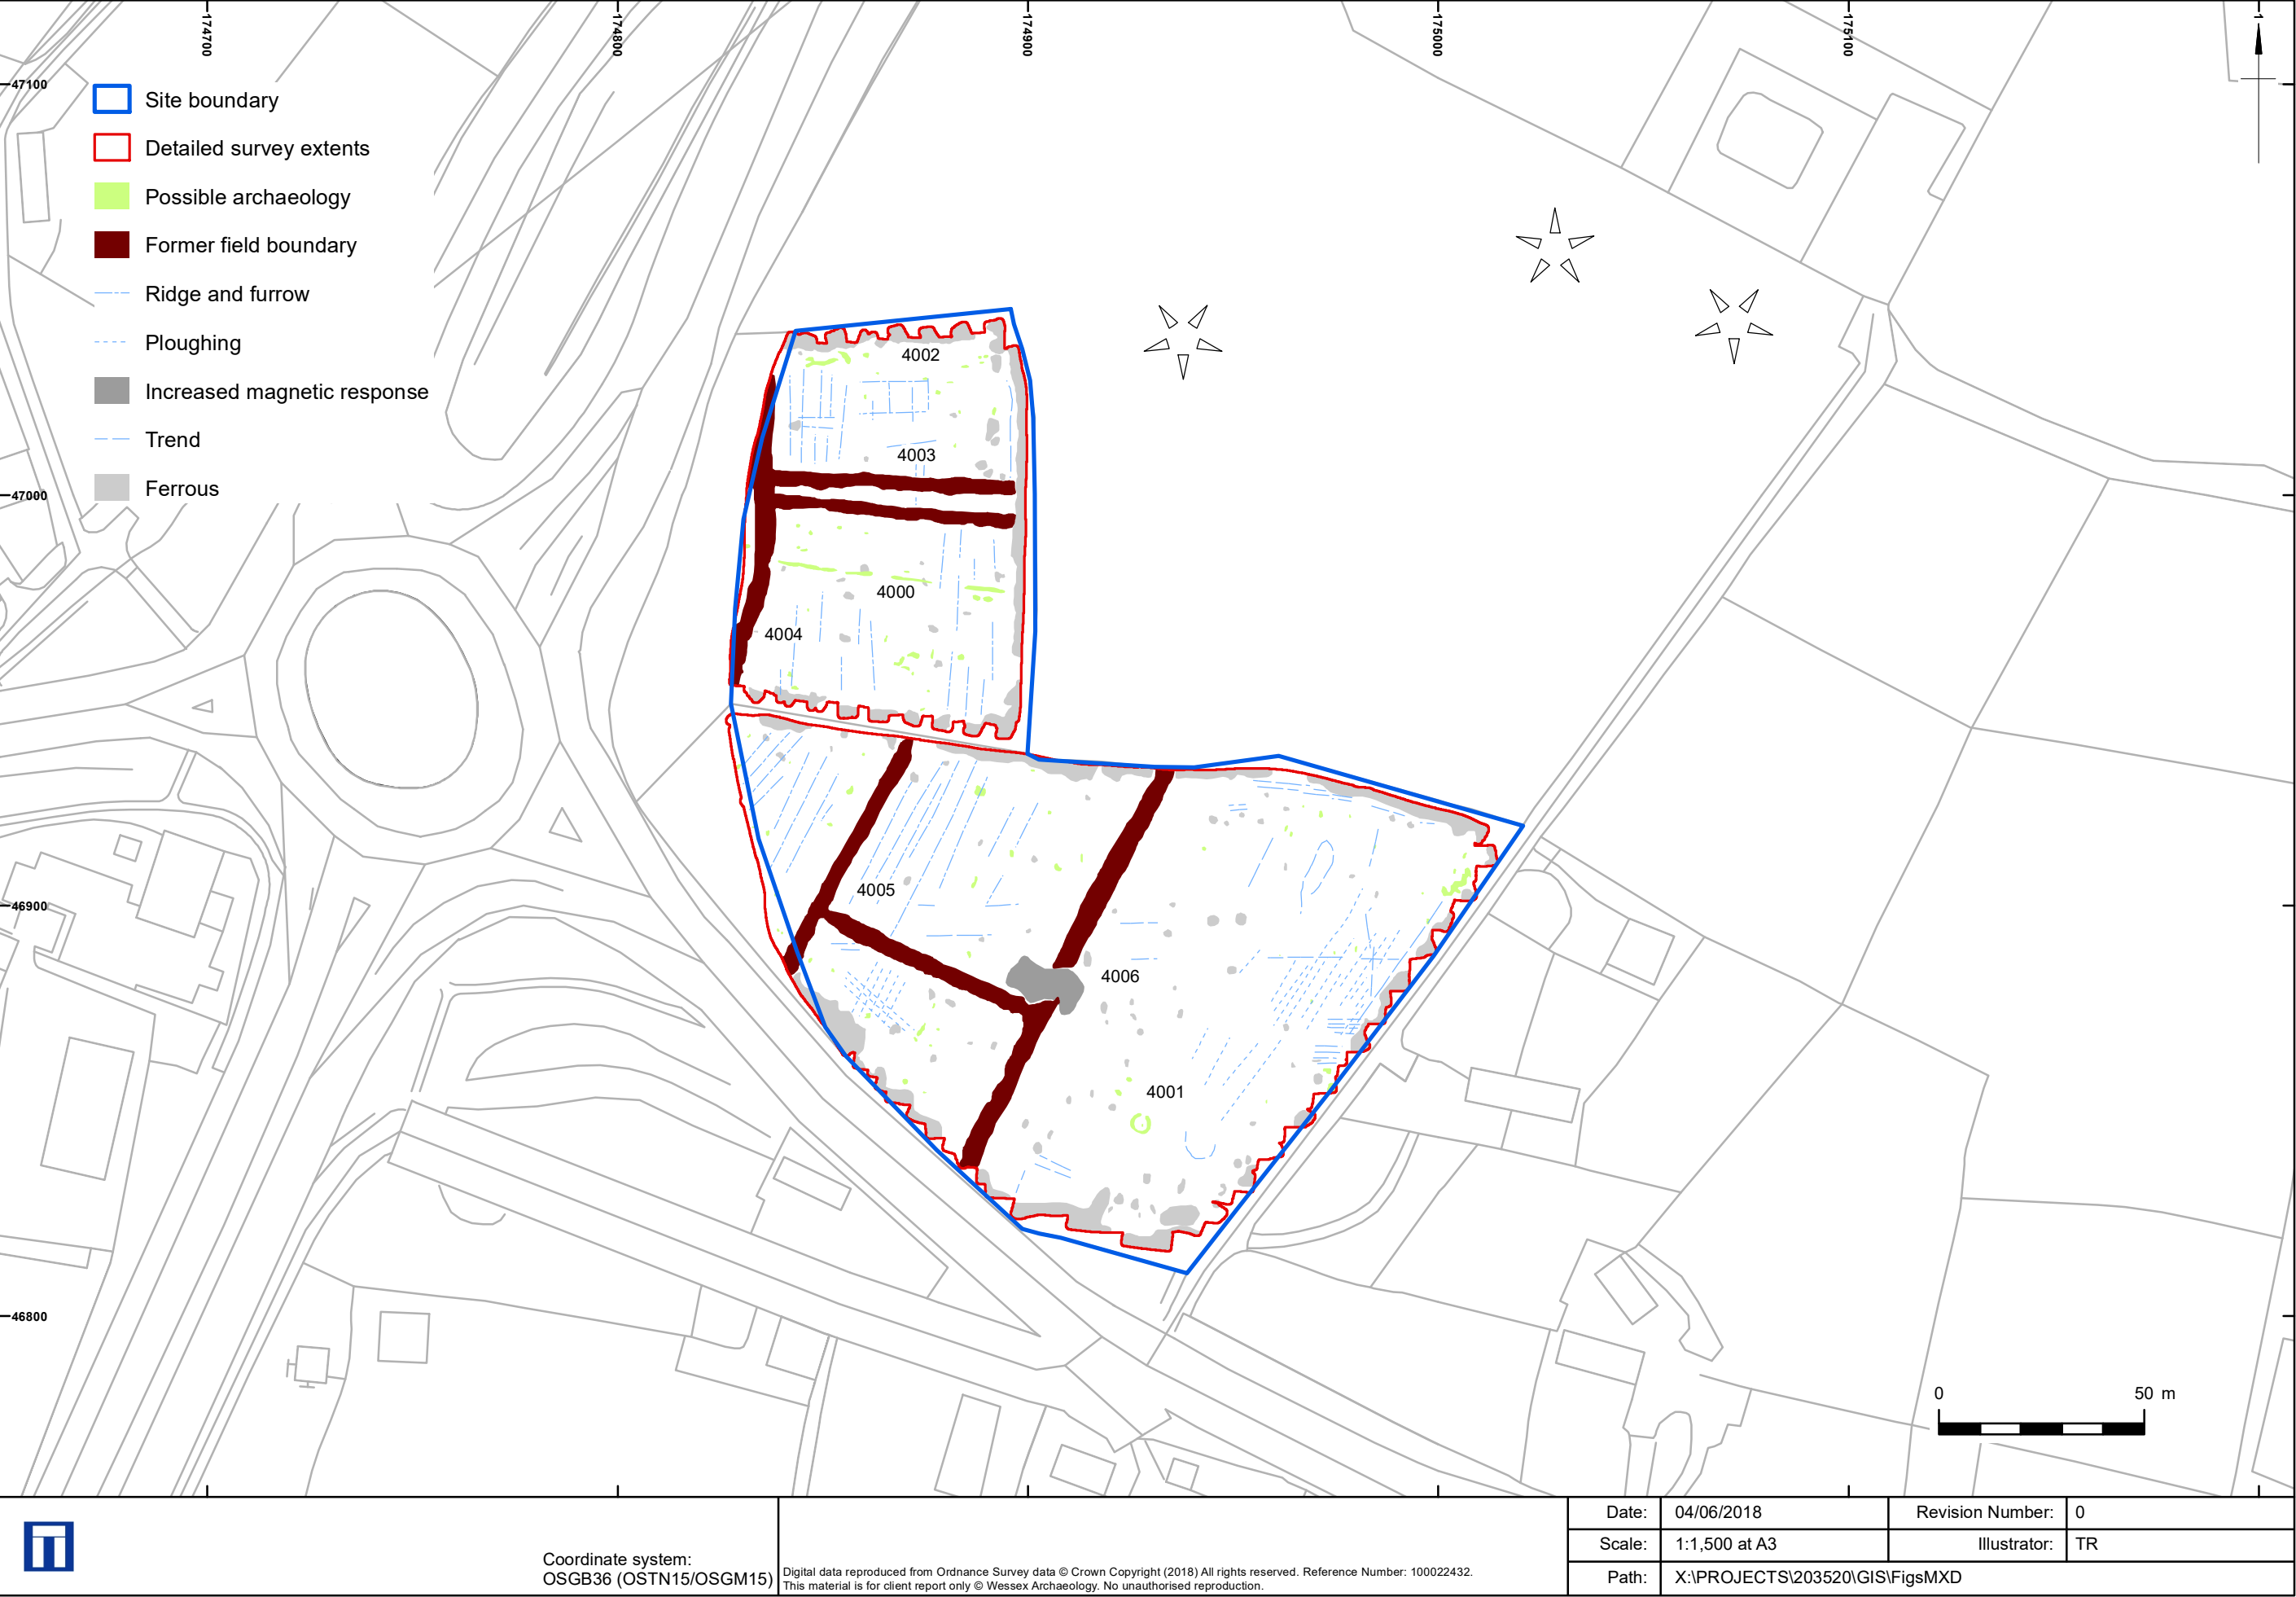 174700
174800
174900
175000
175100
1
47100
47000
46900
46800
Site boundary
Detailed survey extents
Possible archaeology
Former field boundary
Ridge and furrow
Ploughing
Increased magnetic response
Trend
Ferrous
4002
4003
4000
4004
4005
4006
4001
0 50 m
Coordinate system:
OSGB36 (OSTN15/OSGM15)
Digital data reproduced from Ordnance Survey data © Crown Copyright (2018) All rights reserved. Reference Number: 100022432.
This material is for client report only © Wessex Archaeology. No unauthorised reproduction.
Date: 04/06/2018 Revision Number: 0
Scale: 1:1,500 at A3 Illustrator: TR
Path: X:\PROJECTS\203520\GIS\FigsMXD